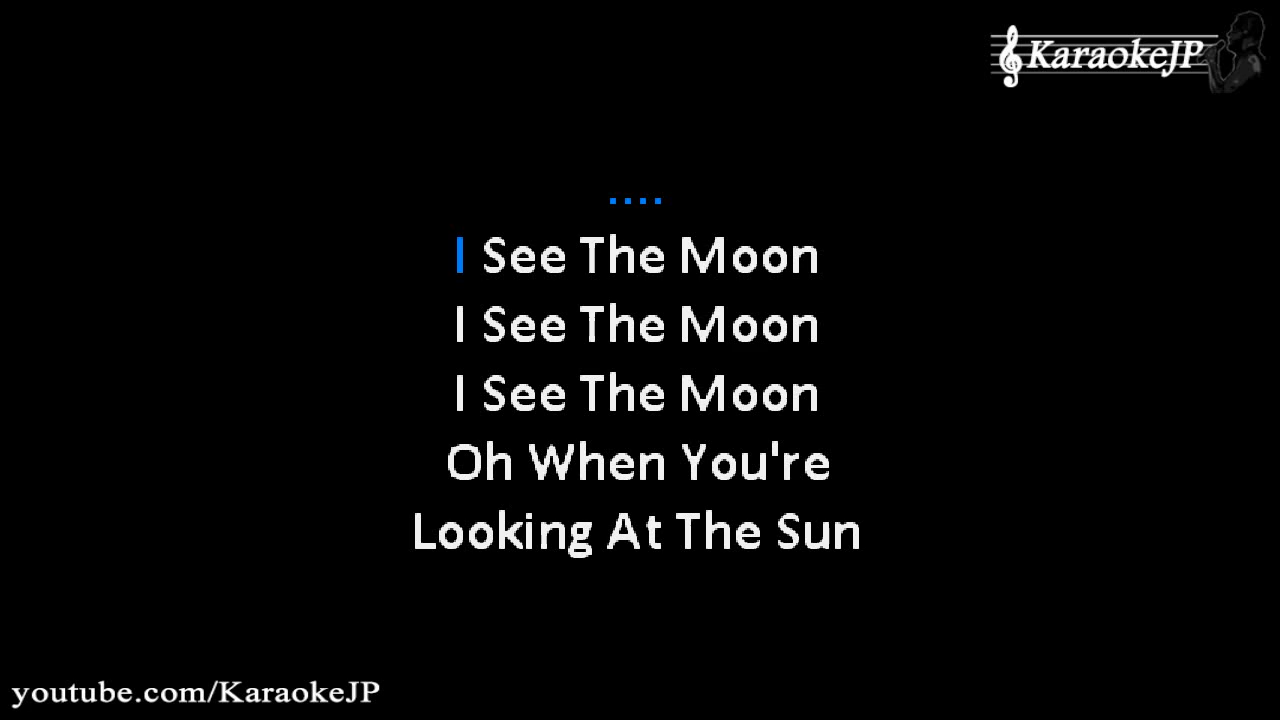 KaraokeJP
....
I See The Moon
I See The Moon
I See The Moon
Oh When You're
Looking At The Sun
youtube.com/KaraokeJP